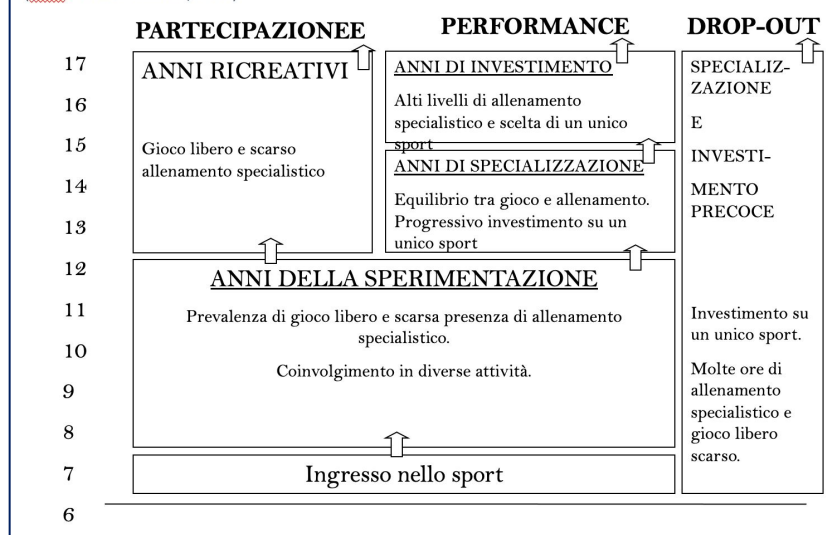 PARTECIPAZIONEE
PERFORMANCE
DROP-OUT
17
16
15
14
13
12
11
10
9
8
7
6
ANNI RICREATIVI
Gioco libero e scarso
allenamento specialistico
ANNI DI INVESTIMENTO
Alti livelli di allenamento
specialistico e scelta di un unico
sport
ANNI DI SPECIALIZZAZIONE
Equilibrio tra gioco e allenamento.
Progressivo investimento su un
unico sport
SPECIALIZ-
ZAZIONE
E
INVESTI-
MENTO
PRECOCE
Investimento su
un unico sport.
Molte ore di
allenamento
specialistico e
gioco libero
scarso.
ANNI DELLA SPERIMENTAZIONE
Prevalenza di gioco libero e scarsa presenza di allenamento
specialistico.
Coinvolgimento in diverse attività.
Ingresso nello sport